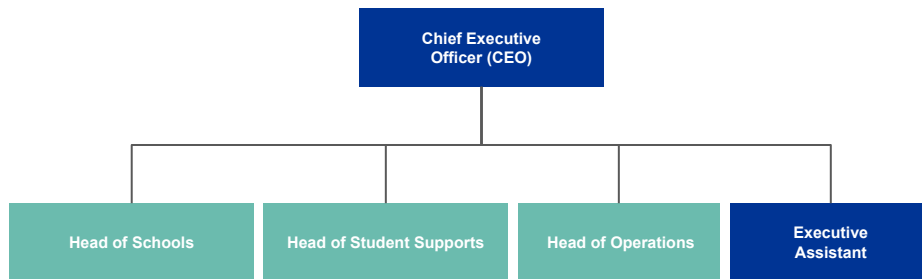 Chief Executive
Officer (CEO)
Head of Schools
Head of Student Supports
Head of Operations
Executive
Assistant